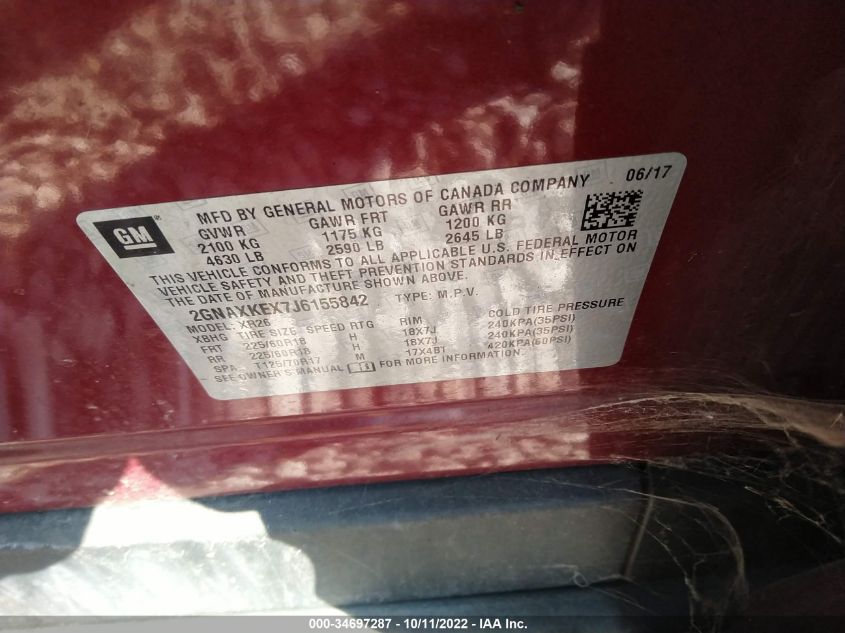 GM ®
MFD BY GENERAL MOTORS OF CANADA COMPANY 06/17
GVWR GAWR FRT GAWR RR
2100 KG 1175 KG 1200 KG
4630 LB 2590 LB 2645 LB
THIS VEHICLE CONFORMS TO ALL APPLICABLE U.S. FEDERAL MOTOR
VEHICLE SAFETY AND THEFT PREVENTION STANDARDS IN EFFECT ON
THE DATE OF MANUFACTURE SHOWN ABOVE.
2GNAXKEX7J6155842 TYPE: M.P.V.
MODEL: XR26
XBHG TIRE SIZE SPEED RTG RIM COLD TIRE PRESSURE
FRT 225/60R18 H 18X7J 240KPA(35PSI)
RR 225/60R18 H 18X7J 240KPA(35PSI)
SPA T125/70R17 M 17X4BT 420KPA(60PSI)
SEE OWNER'S MANUAL FOR MORE INFORMATION.
000-34697287 - 10/11/2022 - IAA Inc.